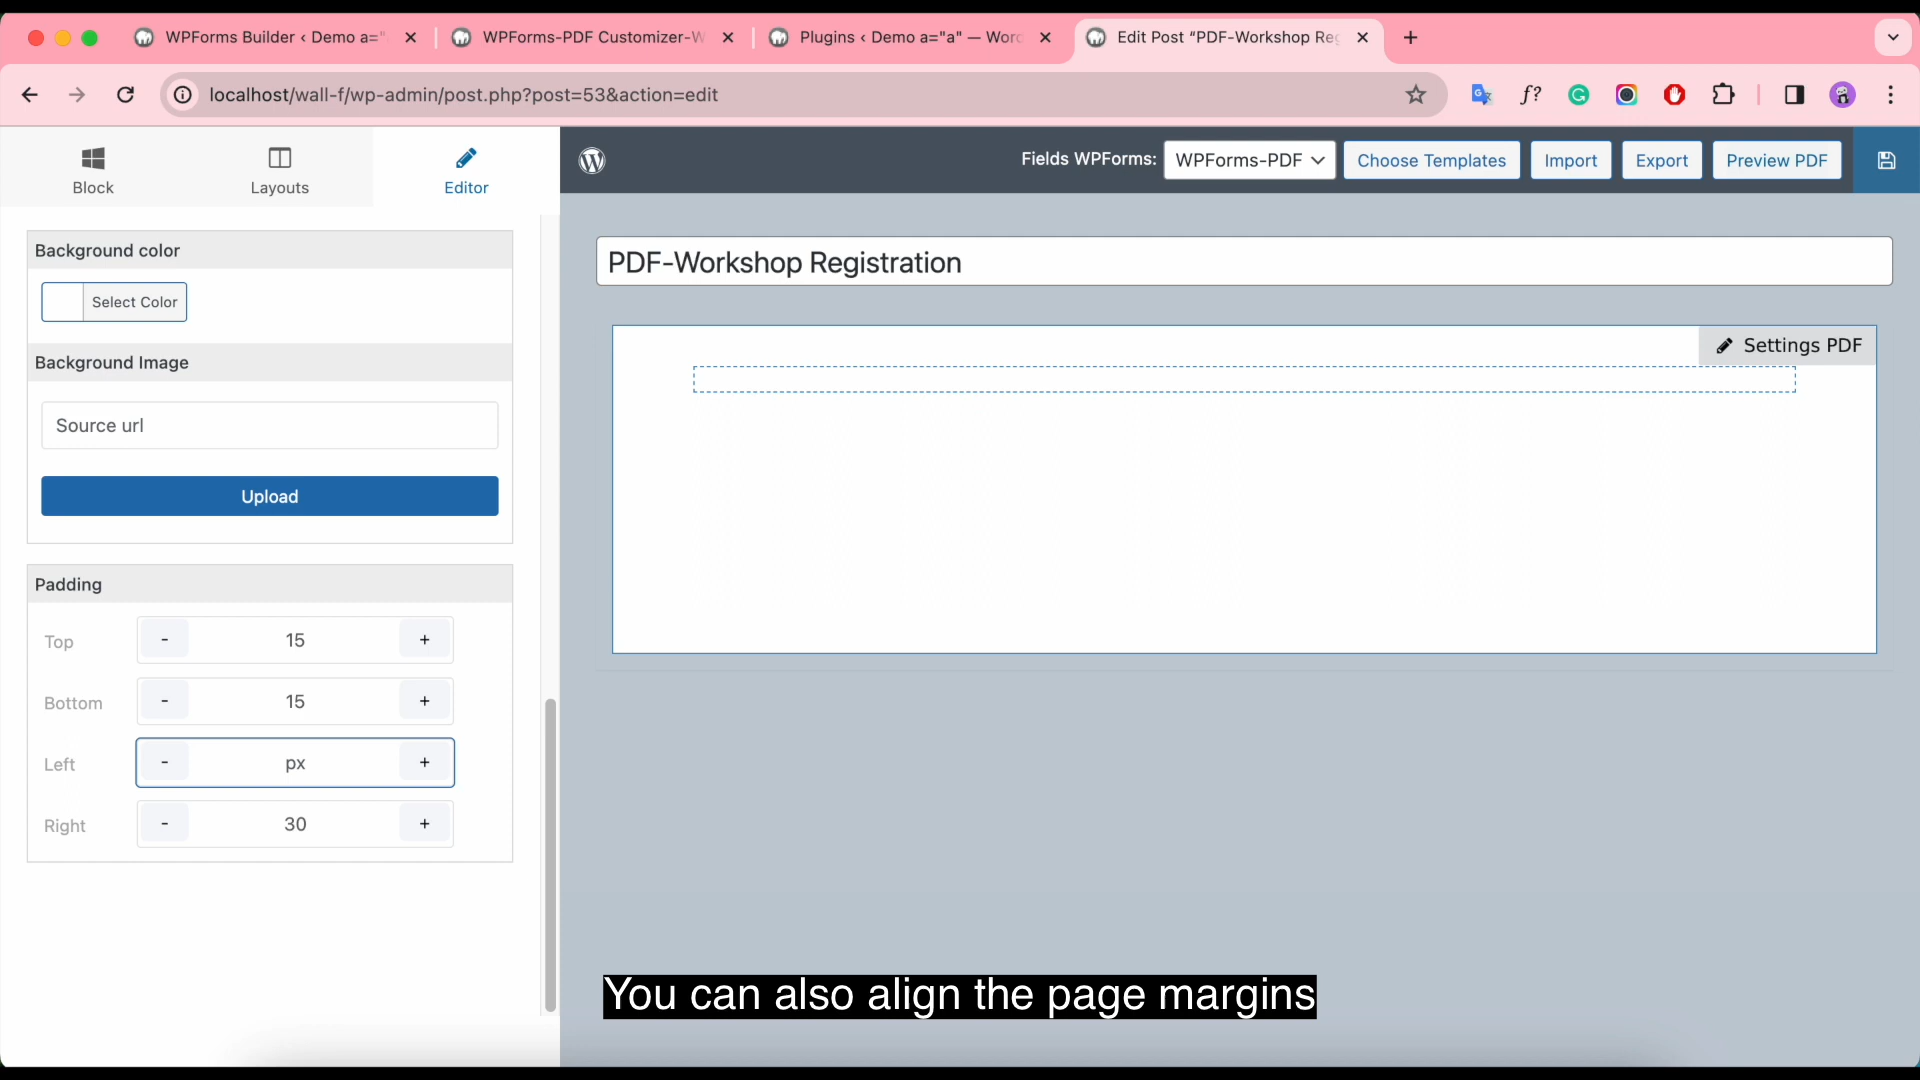 WPForms Builder ‹ Demo a="
WPForms-PDF Customizer-W
Plugins ‹ Demo a="a" — Word
Edit Post “PDF-Workshop Reg
localhost/wall-f/wp-admin/post.php?post=53&action=edit
Block
Layouts
Editor
Fields WPForms:
WPForms-PDF
Choose Templates
Import
Export
Preview PDF
Background color
Select Color
Background Image
Source url
Upload
Padding
Top
-
15
+
Bottom
-
15
+
Left
-
px
+
Right
-
30
+
PDF-Workshop Registration
Settings PDF
You can also align the page margins